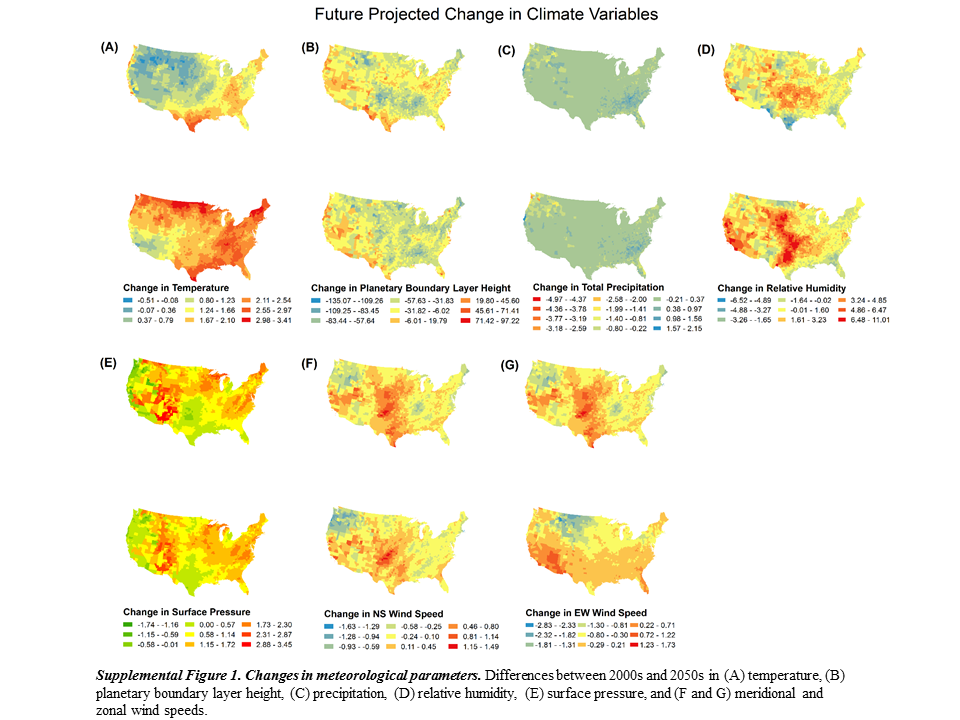 Future Projected Change in Climate Variables
(A)
(B)
(C)
(D)
Change in Temperature
-0.51 - -0.08 0.80 - 1.23 2.11 - 2.54
-0.07 - 0.36 1.24 - 1.66 2.55 - 2.97
0.37 - 0.79 1.67 - 2.10 2.98 - 3.41
Change in Planetary Boundary Layer Height
-135.07 - -109.26 -57.63 - -31.83 19.80 - 45.60
-109.25 - -83.45 -31.82 - -6.02 45.61 - 71.41
-83.44 - -57.64 -6.01 - 19.79 71.42 - 97.22
Change in Total Precipitation
-4.97 - -4.37 -2.58 - -2.00 -0.21 - 0.37
-4.36 - -3.78 -1.99 - -1.41 0.38 - 0.97
-3.77 - -3.19 -1.40 - -0.81 0.98 - 1.56
-3.18 - -2.59 -0.80 - -0.22 1.57 - 2.15
Change in Relative Humidity
-6.52 - -4.89 -1.64 - -0.02 3.24 - 4.85
-4.88 - -3.27 -0.01 - 1.60 4.86 - 6.47
-3.26 - -1.65 1.61 - 3.23 6.48 - 11.01
(E)
(F)
(G)
Change in Surface Pressure
-1.74 - -1.16 0.00 - 0.57 1.73 - 2.30
-1.15 - -0.59 0.58 - 1.14 2.31 - 2.87
-0.58 - -0.01 1.15 - 1.72 2.88 - 3.45
Change in NS Wind Speed
-1.63 - -1.29 -0.58 - -0.25 0.46 - 0.80
-1.28 - -0.94 -0.24 - 0.10 0.81 - 1.14
-0.93 - -0.59 0.11 - 0.45 1.15 - 1.49
Change in EW Wind Speed
-2.83 - -2.33 -1.30 - -0.81 0.22 - 0.71
-2.32 - -1.82 -0.80 - -0.30 0.72 - 1.22
-1.81 - -1.31 -0.29 - 0.21 1.23 - 1.73
Supplemental Figure 1. Changes in meteorological parameters. Differences between 2000s and 2050s in (A) temperature, (B)
planetary boundary layer height, (C) precipitation, (D) relative humidity, (E) surface pressure, and (F and G) meridional and
zonal wind speeds.